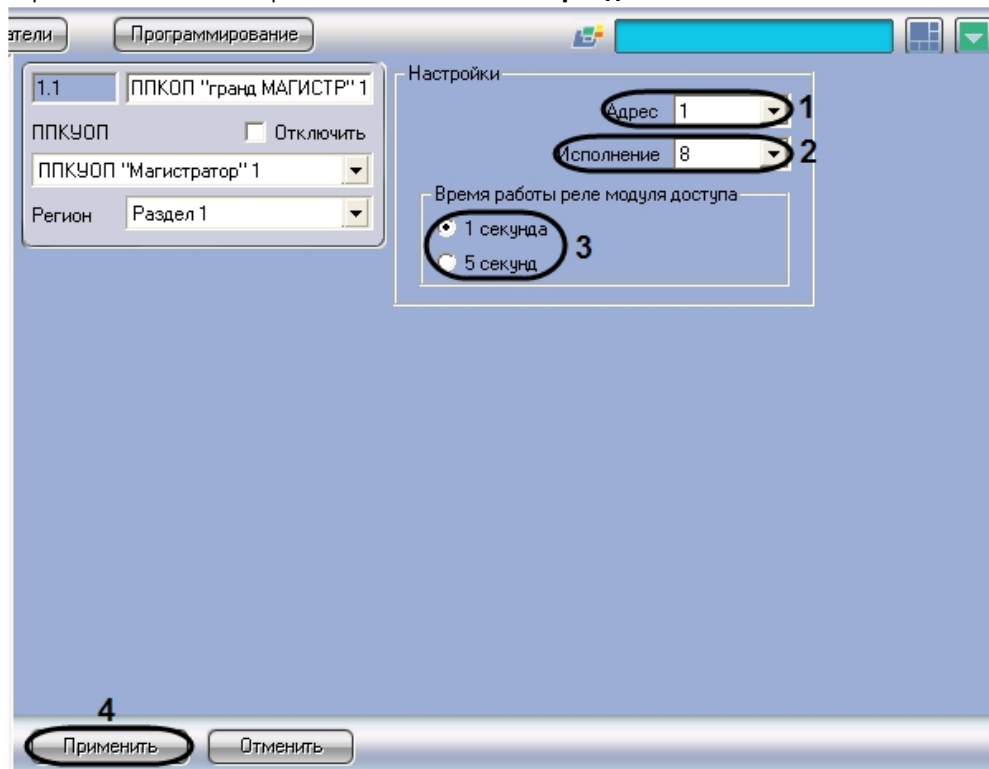 Программирование
1.1 ППКОП "гранд МАГИСТР" 1
ППКУОП Отключить
ППКУОП "Магистратор" 1
Регион Раздел 1
Настройки
Адрес 1 1
Исполнение 8 2
Время работы реле модуля доступа
1 секунда
5 секунд
3
4
Применить Отменить